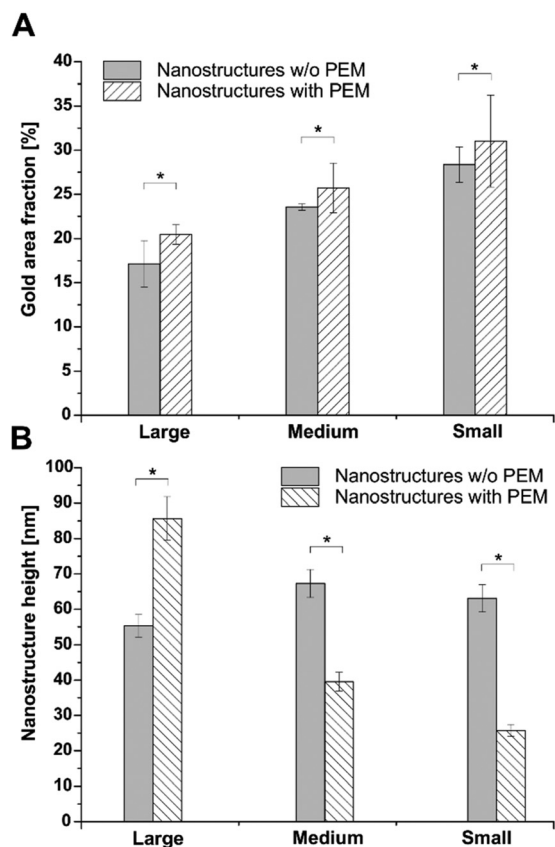 A
Gold area fraction [%]
40
35
30
25
20
15
10
5
0
Nanostructures w/o PEM
Nanostructures with PEM
*
*
*
Large Medium Small
B
Nanostructure height [nm]
100
90
80
70
60
50
40
30
20
10
0
Nanostructures w/o PEM
Nanostructures with PEM
*
*
*
Large Medium Small